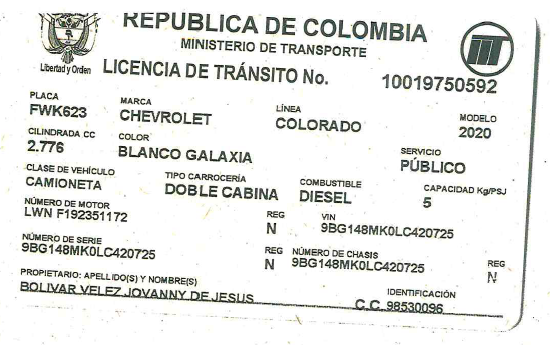 REPÚBLICA DE COLOMBIA
MINISTERIO DE TRANSPORTE
Libertad y Orden
LICENCIA DE TRÁNSITO No. 10019750592
PLACA MARCA LÍNEA MODELO
FWK623 CHEVROLET COLORADO 2020
CILINDRADA CC COLOR SERVICIO
2.776 BLANCO GALAXIA PÚBLICO
CLASE DE VEHÍCULO TIPO CARROCERÍA COMBUSTIBLE CAPACIDAD Kg/PSJ
CAMIONETA DOBLE CABINA DIESEL 5
NÚMERO DE MOTOR REG VIN
LWN F192351172 N 9BG148MK0LC420725
NÚMERO DE SERIE REG NÚMERO DE CHASIS REG
9BG148MK0LC420725 N 9BG148MK0LC420725 N
PROPIETARIO: APELLIDO(S) Y NOMBRE(S) IDENTIFICACIÓN
BOLIVAR VELEZ JOVANNY DE JESUS C.C. 98530096